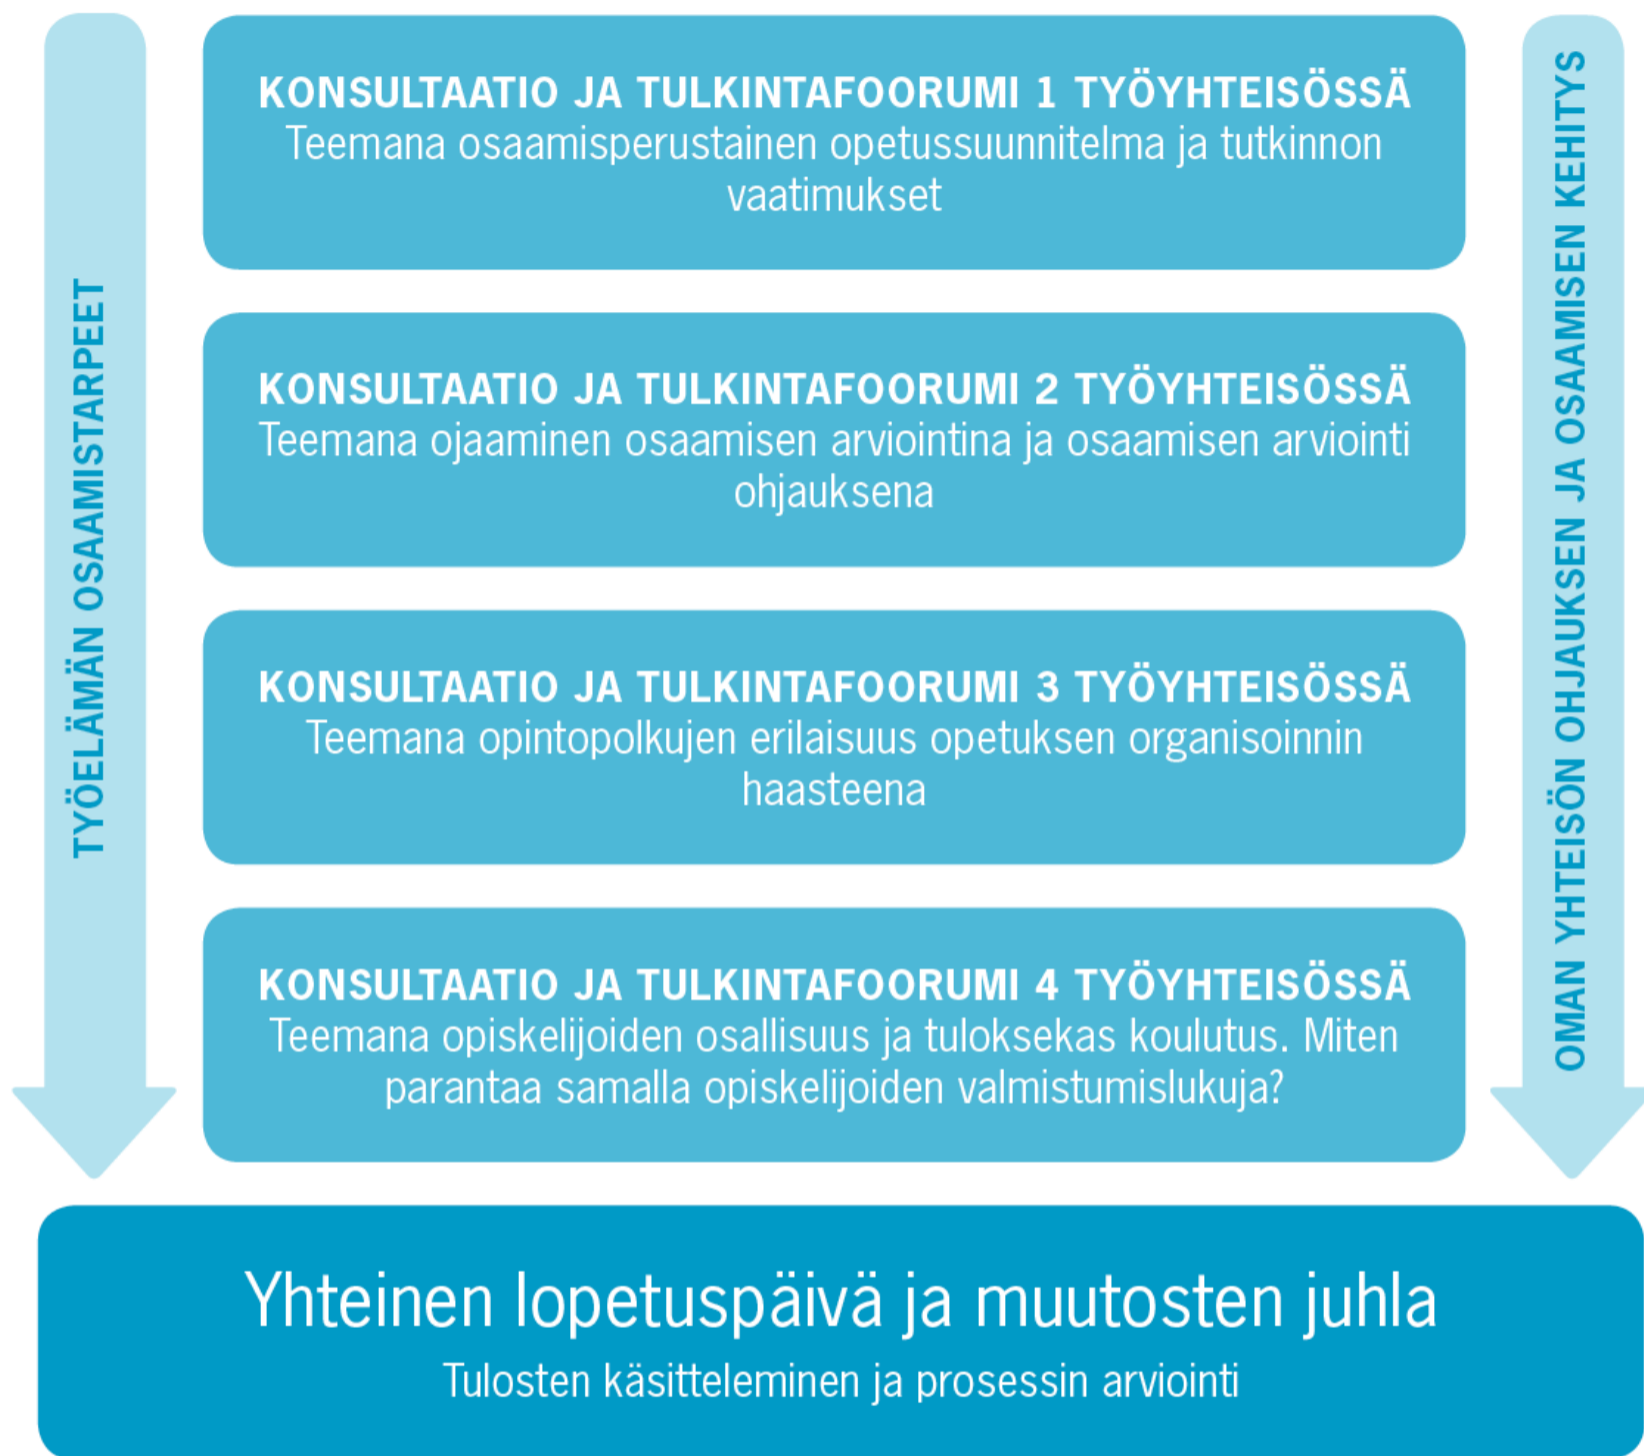 TYÖELÄMÄN OSAAMISTARPEET
KONSULTAATIO JA TULKINTAFOORUMI 1 TYÖYHTEISÖSSÄ
Teemana osaamisperustainen opetussuunnitelma ja tutkinnon
vaatimukset
KONSULTAATIO JA TULKINTAFOORUMI 2 TYÖYHTEISÖSSÄ
Teemana ojaaminen osaamisen arviointina ja osaamisen arviointi
ohjauksena
KONSULTAATIO JA TULKINTAFOORUMI 3 TYÖYHTEISÖSSÄ
Teemana opintopolkujen erilaisuus opetuksen organisoinnin
haasteena
KONSULTAATIO JA TULKINTAFOORUMI 4 TYÖYHTEISÖSSÄ
Teemana opiskelijoiden osallisuus ja tuloksekas koulutus. Miten
parantaa samalla opiskelijoiden valmistumislukuja?
OMAN YHTEISÖN OHJAUKSEN JA OSAAMISEN KEHITYS
Yhteinen lopetuspäivä ja muutosten juhla
Tulosten käsitteleminen ja prosessin arviointi